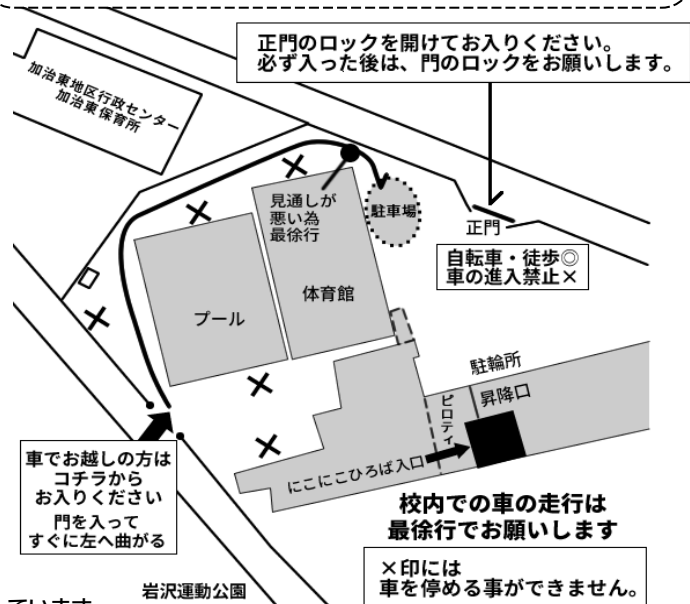 正門のロックを開けてお入りください。
必ず入った後は、門のロックをお願いします。
加治東地区行政センター
加治東保育所
見通しが
悪い為
最徐行
駐車場
正門
自転車・徒歩◎
車の進入禁止×
プール
体育館
駐輪所
昇降口
ピロティ
にこにこひろば入口
車でお越しの方は
コチラから
お入りください
門を入って
すぐに左へ曲がる
校内での車の走行は
最徐行でお願いします
×印には
車を停める事ができません。
岩沢運動公園
ています